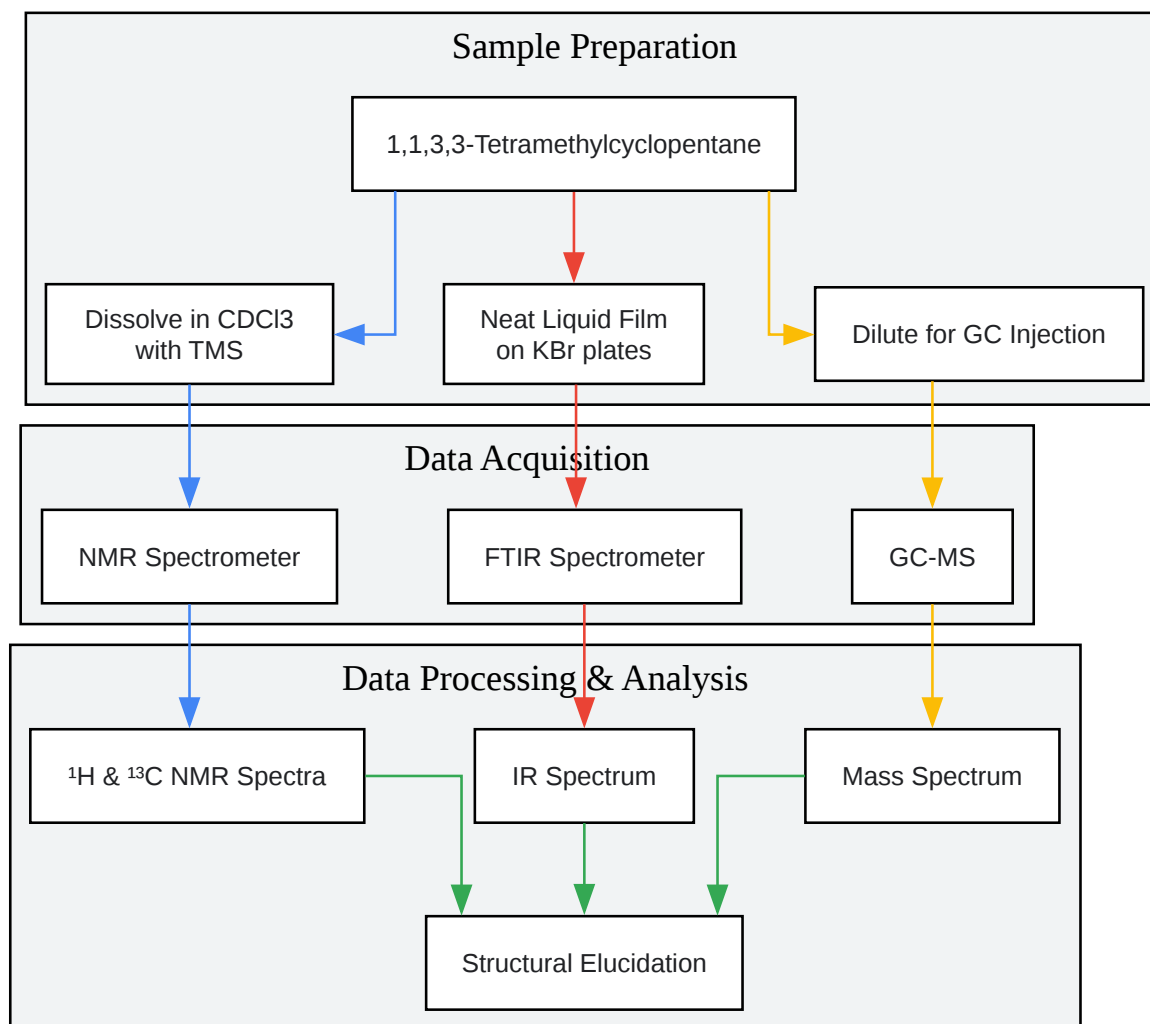 Sample Preparation
1,1,3,3-Tetramethylcyclopentane
Dissolve in CDCl3
with TMS
Neat Liquid Film
on KBr plates
Dilute for GC Injection
Data Acquisition
NMR Spectrometer
FTIR Spectrometer
GC-MS
Data Processing & Analysis
¹H & ¹³C NMR Spectra
IR Spectrum
Mass Spectrum
Structural Elucidation